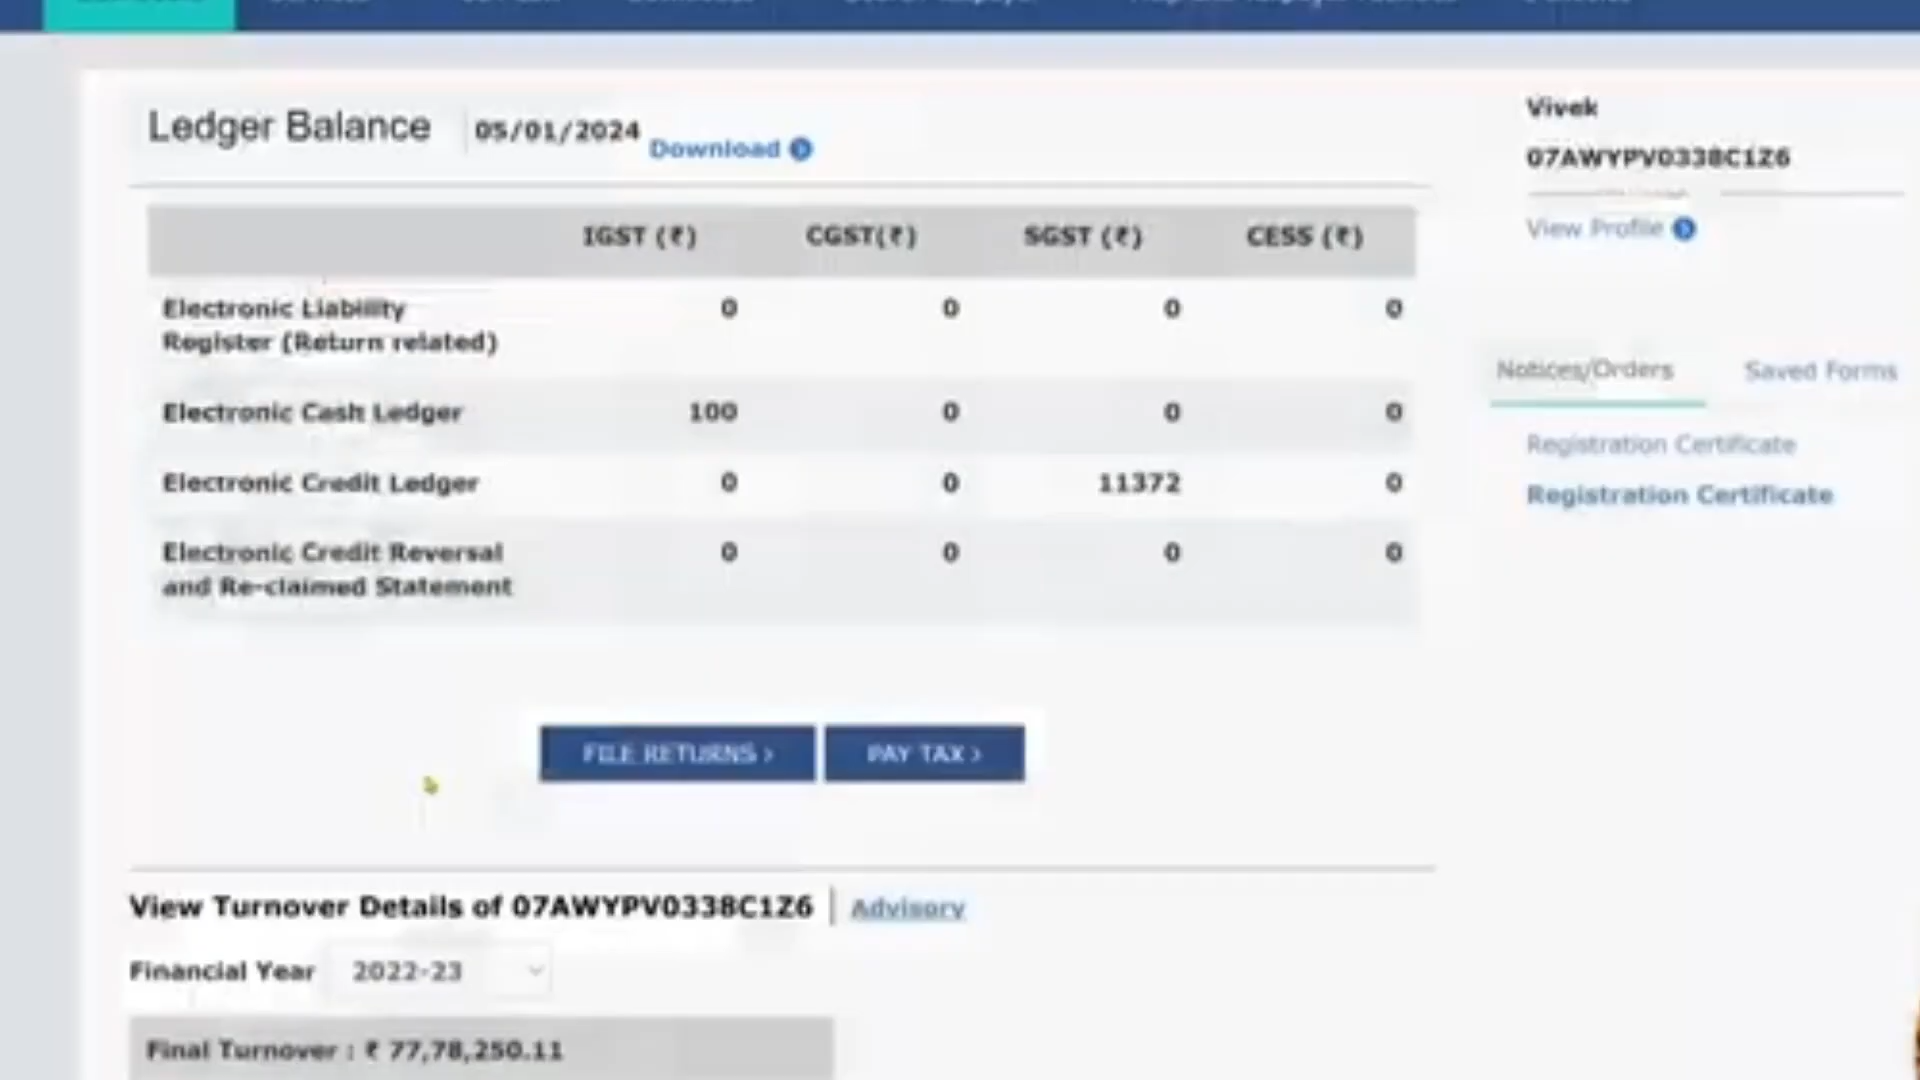 Ledger Balance 05/01/2024 Download
Vivek
07AWYPV0338C1Z6
View Profile
IGST (₹) CGST(₹) SGST (₹) CESS (₹)
Electronic Liability
Register (Return related) 0 0 0 0
Electronic Cash Ledger 100 0 0 0
Electronic Credit Ledger 0 0 11372 0
Electronic Credit Reversal
and Re-claimed Statement 0 0 0 0
Notices/Orders Saved Forms
Registration Certificate
Registration Certificate
FILE RETURNS > PAY TAX >
View Turnover Details of 07AWYPV0338C1Z6 | Advisory
Financial Year 2022-23
Final Turnover : ₹ 77,78,250.11